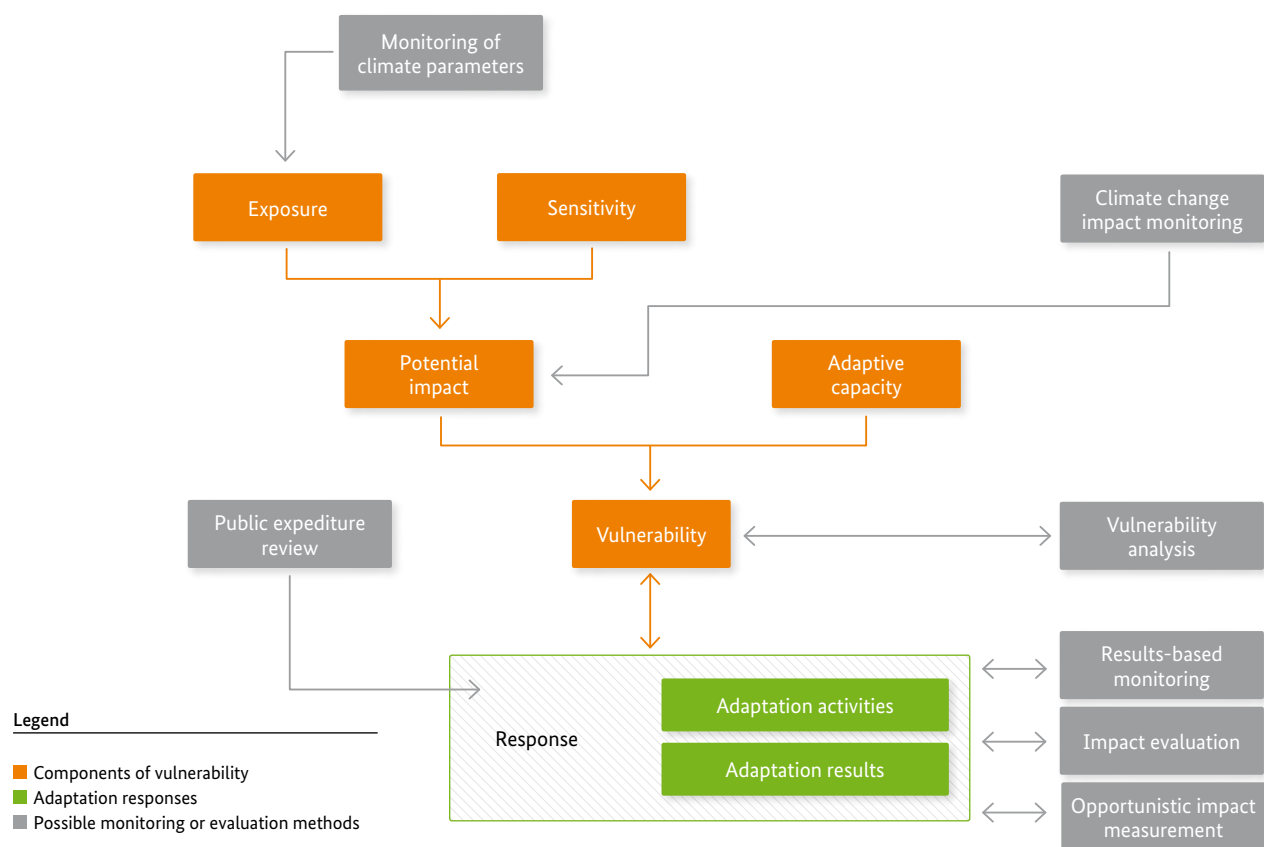 Monitoring of
climate parameters
Exposure
Sensitivity
Climate change
impact monitoring
Potential
impact
Adaptive
capacity
Public expediture
review
Vulnerability
Vulnerability
analysis
Response
Adaptation activities
Adaptation results
Results-based
monitoring
Impact evaluation
Opportunistic impact
measurement
Legend
Components of vulnerability
Adaptation responses
Possible monitoring or evaluation methods